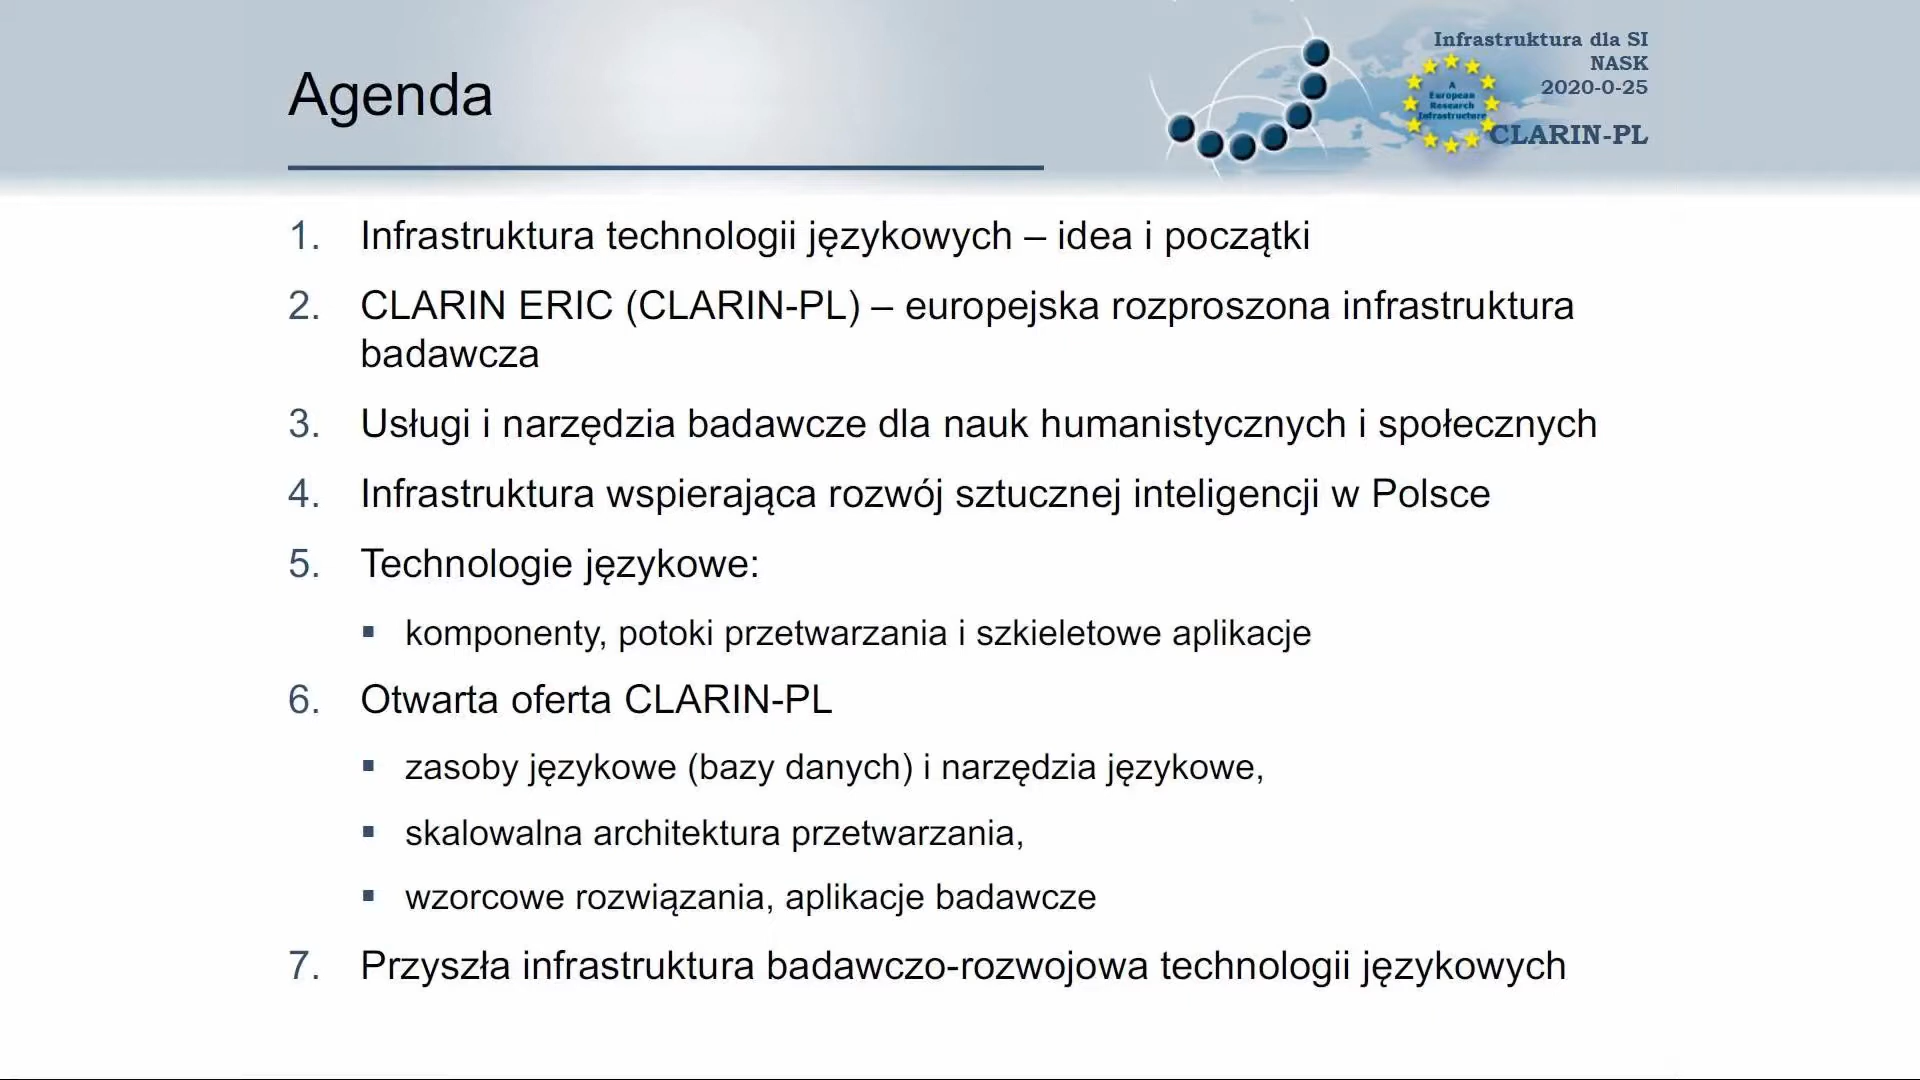 Agenda
Infrastruktura dla SI
NASK
2020-0-25
A
European
Research
Infrastructure
CLARIN-PL
1. Infrastruktura technologii językowych – idea i początki
2. CLARIN ERIC (CLARIN-PL) – europejska rozproszona infrastruktura
badawcza
3. Usługi i narzędzia badawcze dla nauk humanistycznych i społecznych
4. Infrastruktura wspierająca rozwój sztucznej inteligencji w Polsce
5. Technologie językowe:
▪ komponenty, potoki przetwarzania i szkieletowe aplikacje
6. Otwarta oferta CLARIN-PL
▪ zasoby językowe (bazy danych) i narzędzia językowe,
▪ skalowalna architektura przetwarzania,
▪ wzorcowe rozwiązania, aplikacje badawcze
7. Przyszła infrastruktura badawczo-rozwojowa technologii językowych